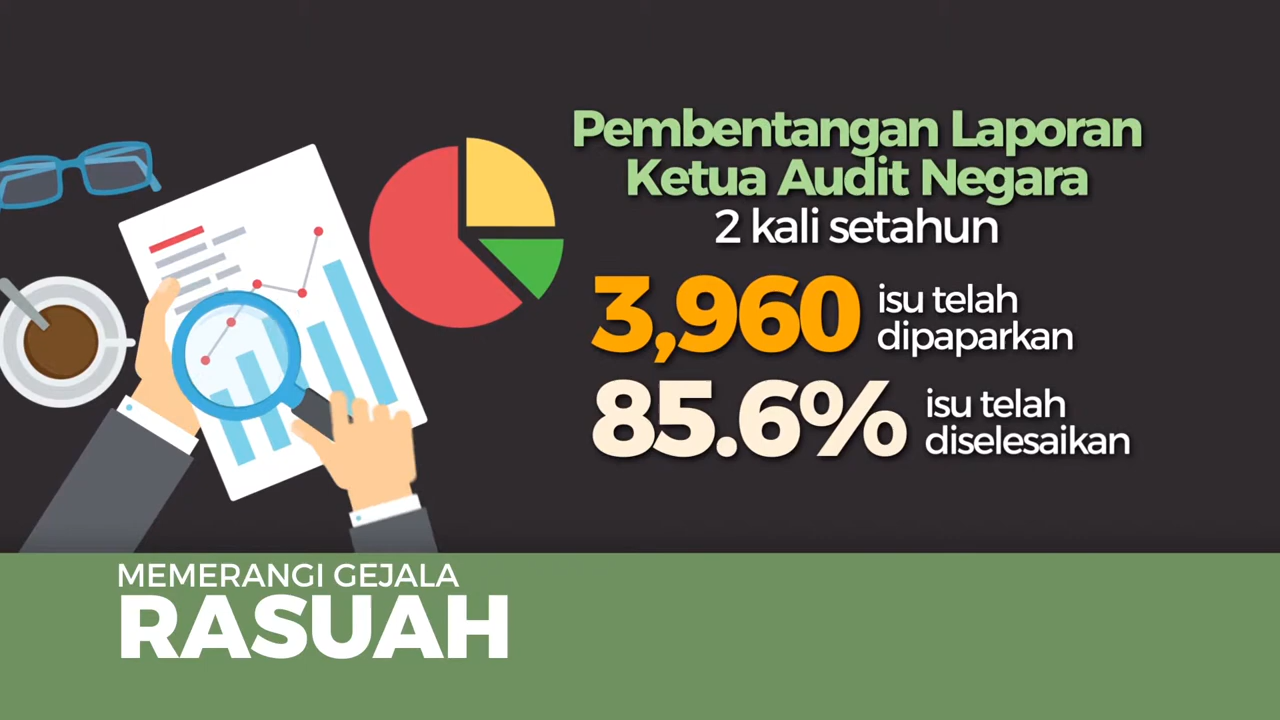 Pembentangan Laporan
Ketua Audit Negara
2 kali setahun
3,960 isu telah
dipaparkan
85.6% isu telah
diselesaikan
MEMERANGI GEJALA
RASUAH